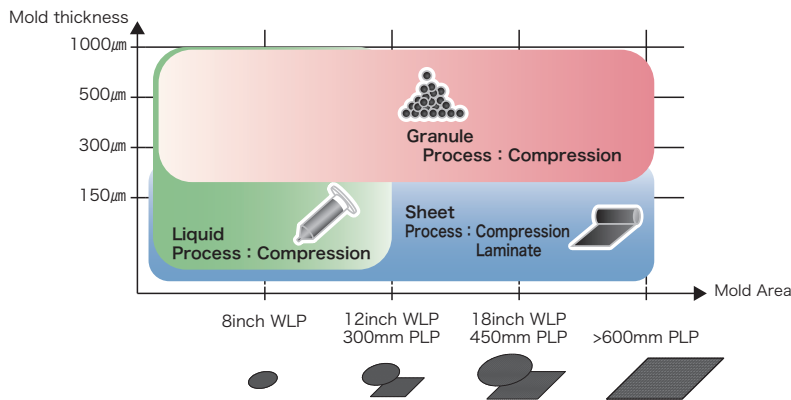 Mold thickness
1000μm
500μm
300μm
150μm
Granule
Process：Compression
Liquid
Process：Compression
Sheet
Process：Compression
Laminate
Mold Area
8inch WLP
12inch WLP
300mm PLP
18inch WLP
450mm PLP
>600mm PLP